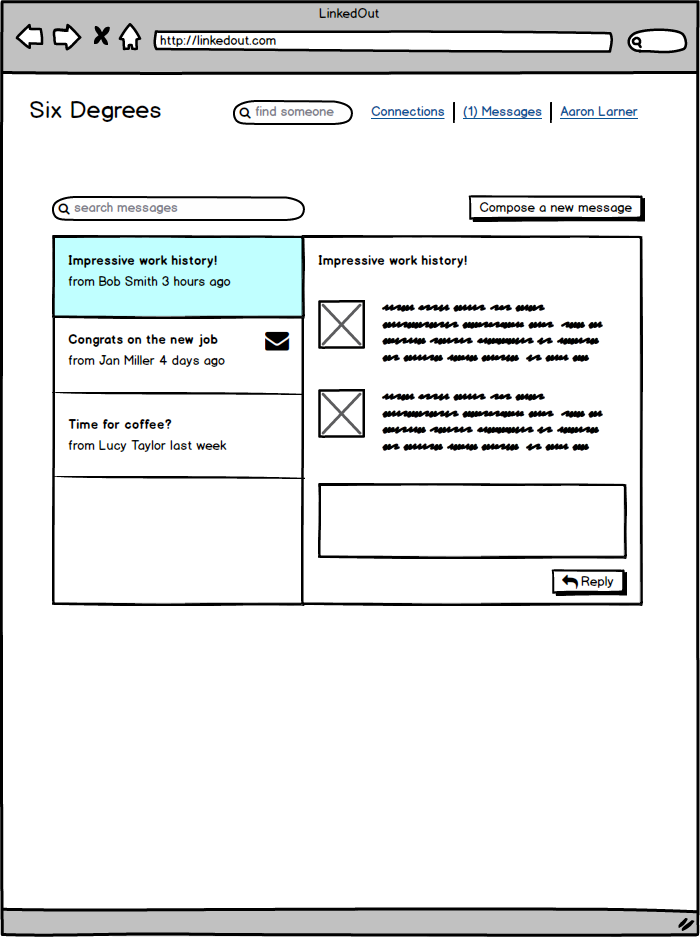 LinkedOut
http://linkedout.com
Six Degrees
find someone
Connections
(1) Messages
Aaron Larner
search messages
Compose a new message
Impressive work history!
from Bob Smith 3 hours ago
Congrats on the new job
from Jan Miller 4 days ago
Time for coffee?
from Lucy Taylor last week
Impressive work history!
Reply